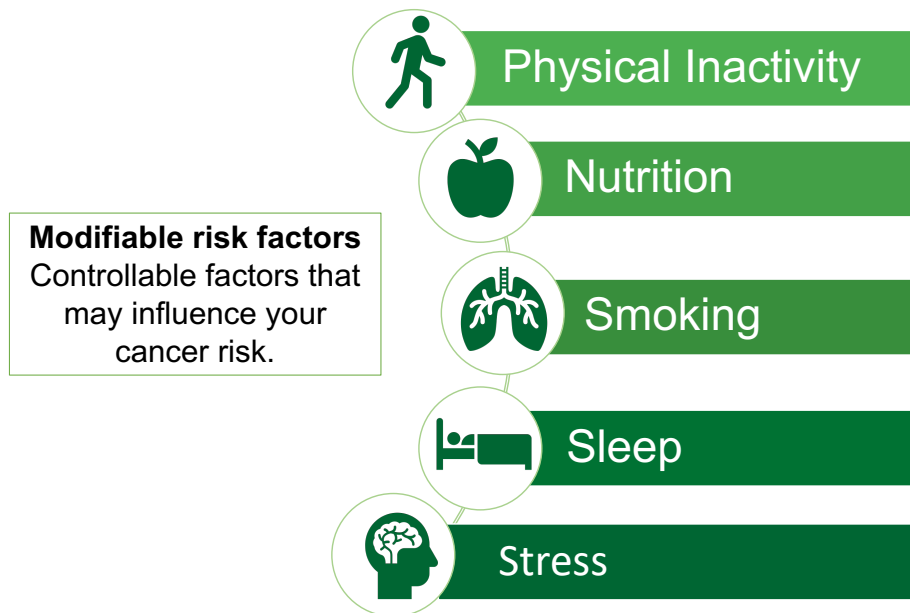 Physical Inactivity
Nutrition
Modifiable risk factors
Controllable factors that
may influence your
cancer risk.
Smoking
Sleep
Stress